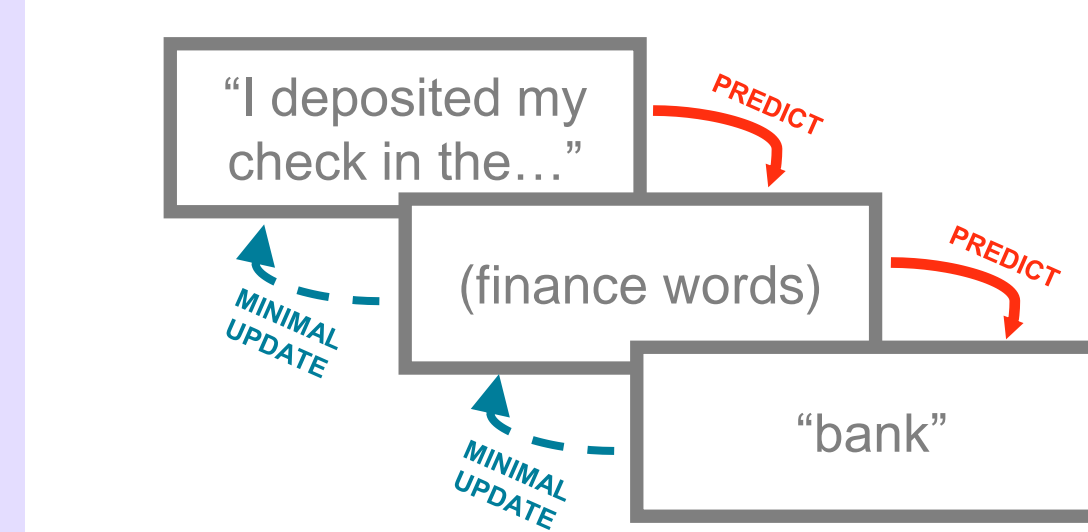 “I deposited my
check in the…”
PREDICT
(finance words)
PREDICT
MINIMAL
UPDATE
“bank”
MINIMAL
UPDATE